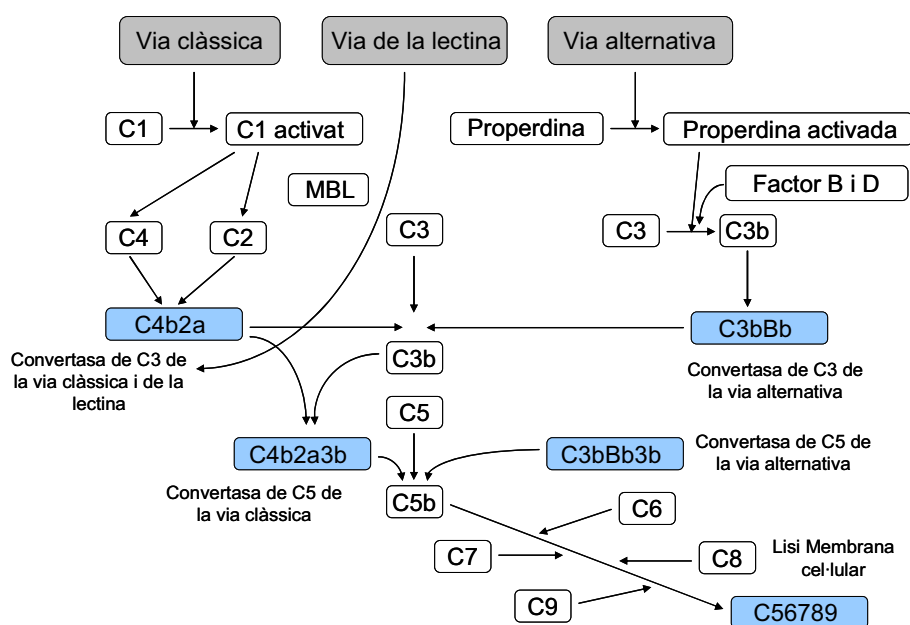 Via clàssica
Via de la lectina
Via alternativa
C1
C1 activat
Properdina
Properdina activada
MBL
Factor B i D
C4
C2
C3
C3
C3b
C4b2a
C3bBb
Convertasa de C3 de
la via clàssica i de la
lectina
C3b
Convertasa de C3 de
la via alternativa
C5
C4b2a3b
C3bBb3b
Convertasa de C5 de
la via alternativa
Convertasa de C5 de
la via clàssica
C5b
C6
C7
C8
Lisi Membrana
cel·lular
C9
C56789